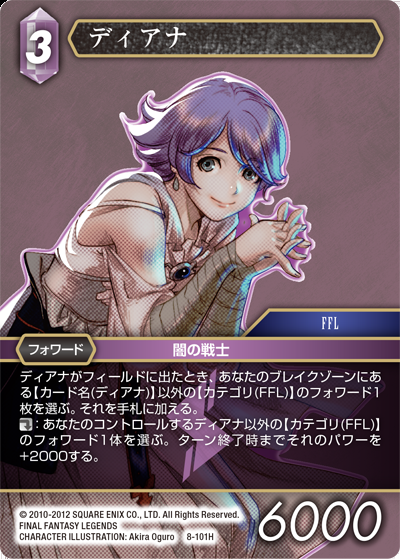 3
ディアナ
FFL
フォワード
闇の戦士
ディアナがフィールドに出たとき、あなたのブレイクゾーンにあ
る【カード名(ディアナ)】以外の【カテゴリ(FFL)】のフォワード1
枚を選ぶ。それを手札に加える。
:あなたのコントロールするディアナ以外の【カテゴリ(FFL)】
のフォワード1体を選ぶ。ターン終了時までそれのパワーを
+2000する。
© 2010-2012 SQUARE ENIX CO., LTD. All Rights Reserved.
FINAL FANTASY LEGENDS
CHARACTER ILLUSTRATION: Akira Oguro
8-101H
6000